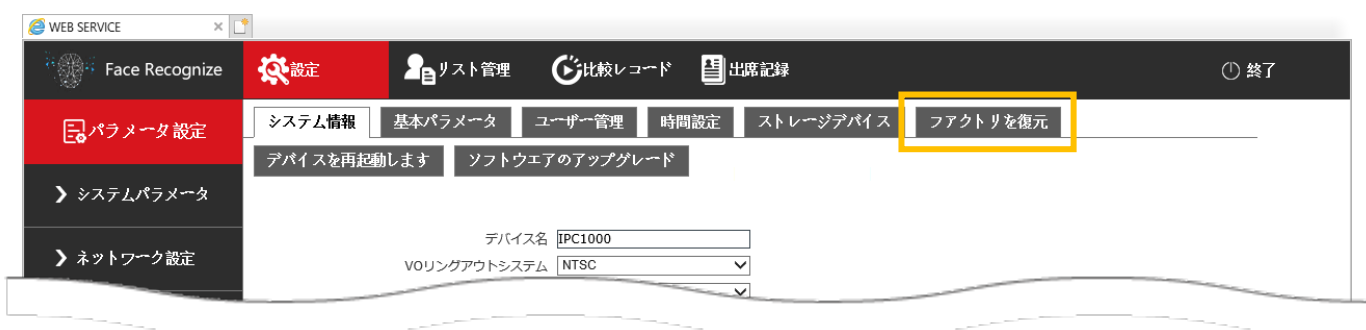 WEB SERVICE
Face Recognize
設定
リスト管理
比較レコード
出席記録
終了
パラメータ設定
システム情報
基本パラメータ
ユーザー管理
時間設定
ストレージデバイス
ファクトリを復元
デバイスを再起動します
ソフトウエアのアップグレード
システムパラメータ
ネットワーク設定
デバイス名 IPC1000
VOリングアウトシステム NTSC